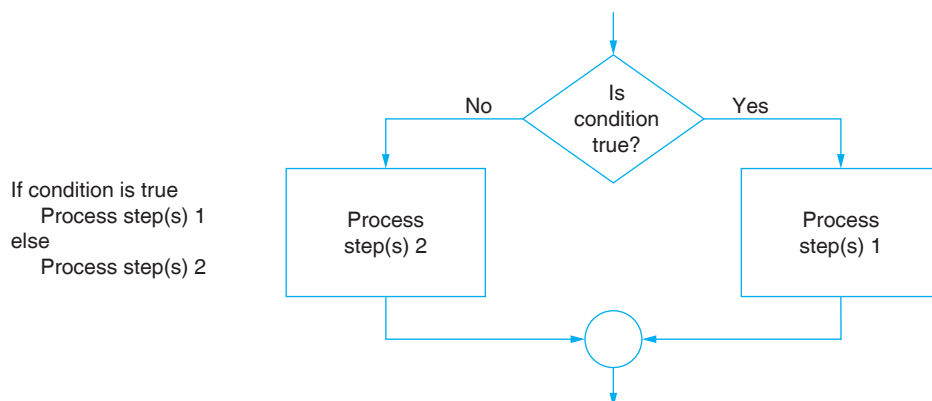 If condition is true
Process step(s) 1
else
Process step(s) 2
No
Is
condition
true?
Yes
Process
step(s) 2
Process
step(s) 1